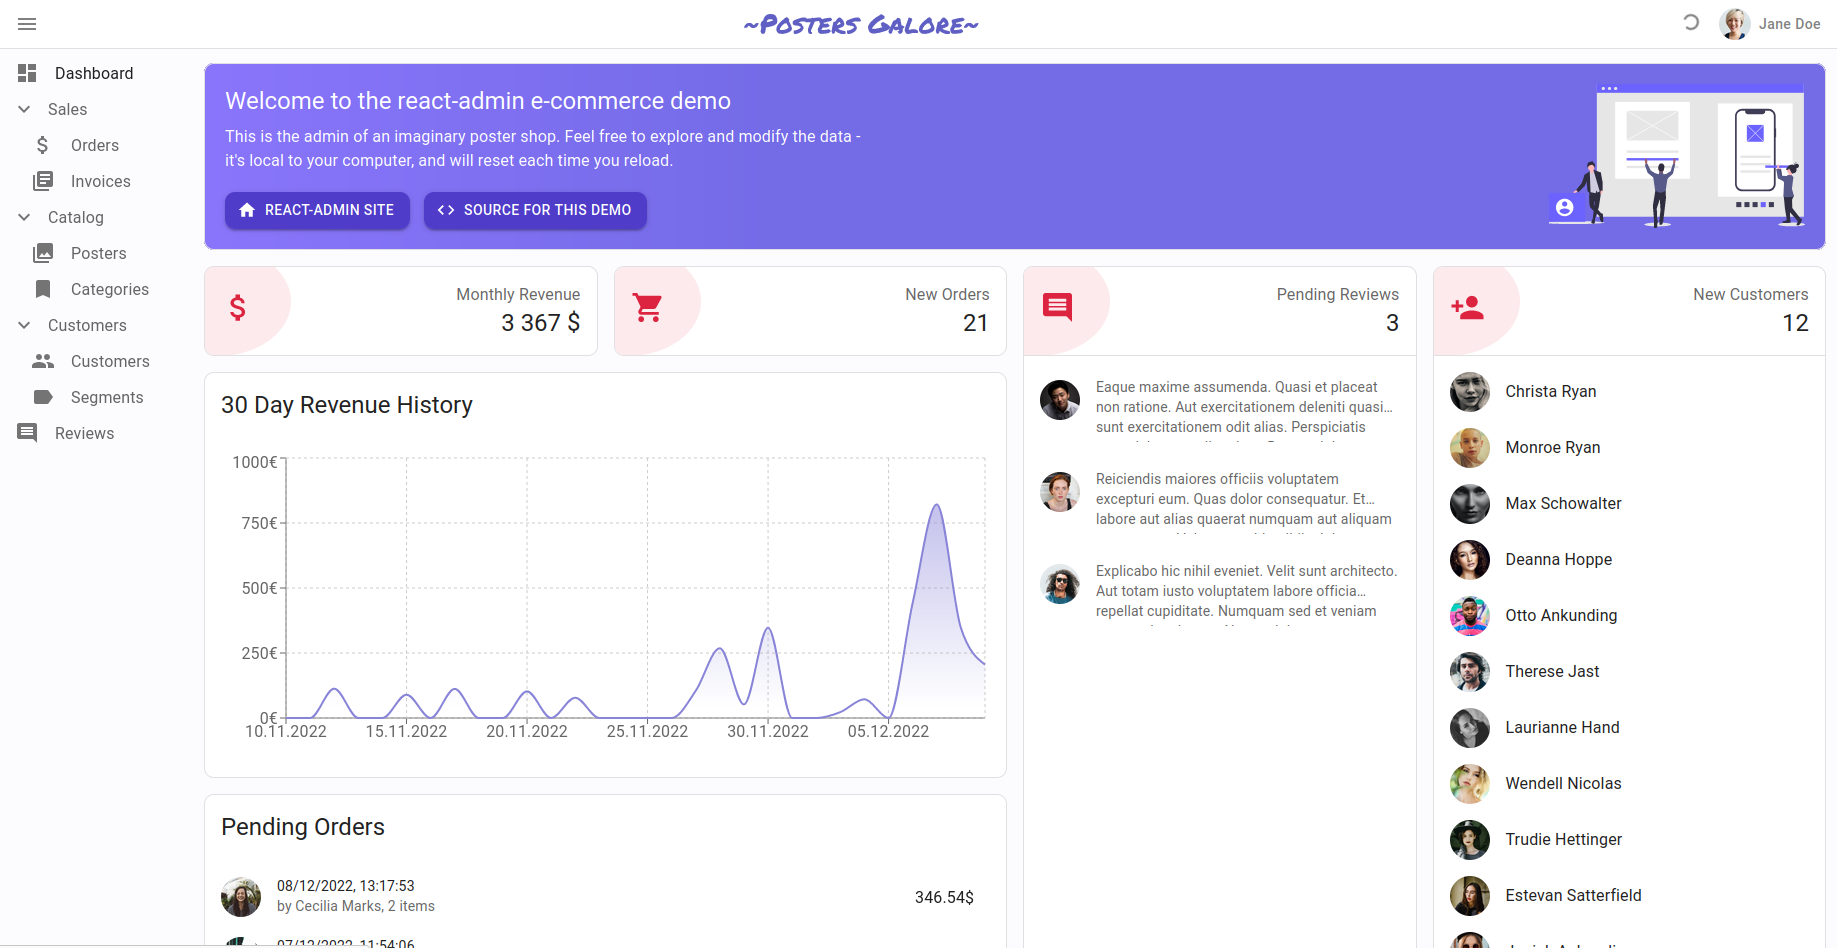 ~Posters Galore~
Jane Doe
Dashboard
Sales
Orders
Invoices
Catalog
Posters
Categories
Customers
Customers
Segments
Reviews
Welcome to the react-admin e-commerce demo
This is the admin of an imaginary poster shop. Feel free to explore and modify the data -
it's local to your computer, and will reset each time you reload.
REACT-ADMIN SITE
SOURCE FOR THIS DEMO
Monthly Revenue
3 367 $
New Orders
21
Pending Reviews
3
New Customers
12
30 Day Revenue History
1000€
750€
500€
250€
0€
10.11.2022 15.11.2022 20.11.2022 25.11.2022 30.11.2022 05.12.2022
Pending Orders
08/12/2022, 13:17:53
by Cecilia Marks, 2 items
346.54$
07/12/2022, 11:54:06
Eaque maxime assumenda. Quasi et placeat
non ratione. Aut exercitationem deleniti quasi…
sunt exercitationem odit alias. Perspiciatis
Reiciendis maiores officiis voluptatem
excepturi eum. Quas dolor consequatur. Et…
labore aut alias quaerat numquam aut aliquam
Explicabo hic nihil eveniet. Velit sunt architecto.
Aut totam iusto voluptatem labore officia…
repellat cupiditate. Numquam sed et veniam
Christa Ryan
Monroe Ryan
Max Schowalter
Deanna Hoppe
Otto Ankunding
Therese Jast
Laurianne Hand
Wendell Nicolas
Trudie Hettinger
Estevan Satterfield